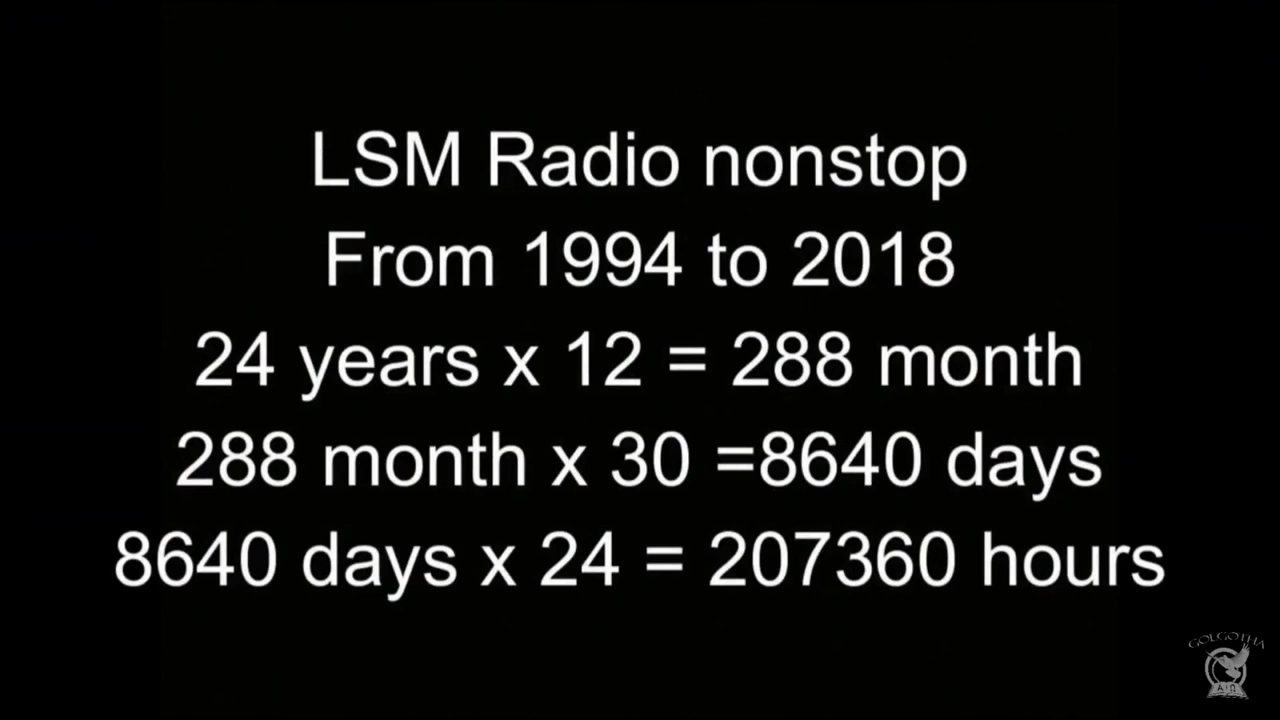 LSM Radio nonstop
From 1994 to 2018
24 years x 12 = 288 month
288 month x 30 =8640 days
8640 days x 24 = 207360 hours
GOLGOTHA
A Ω